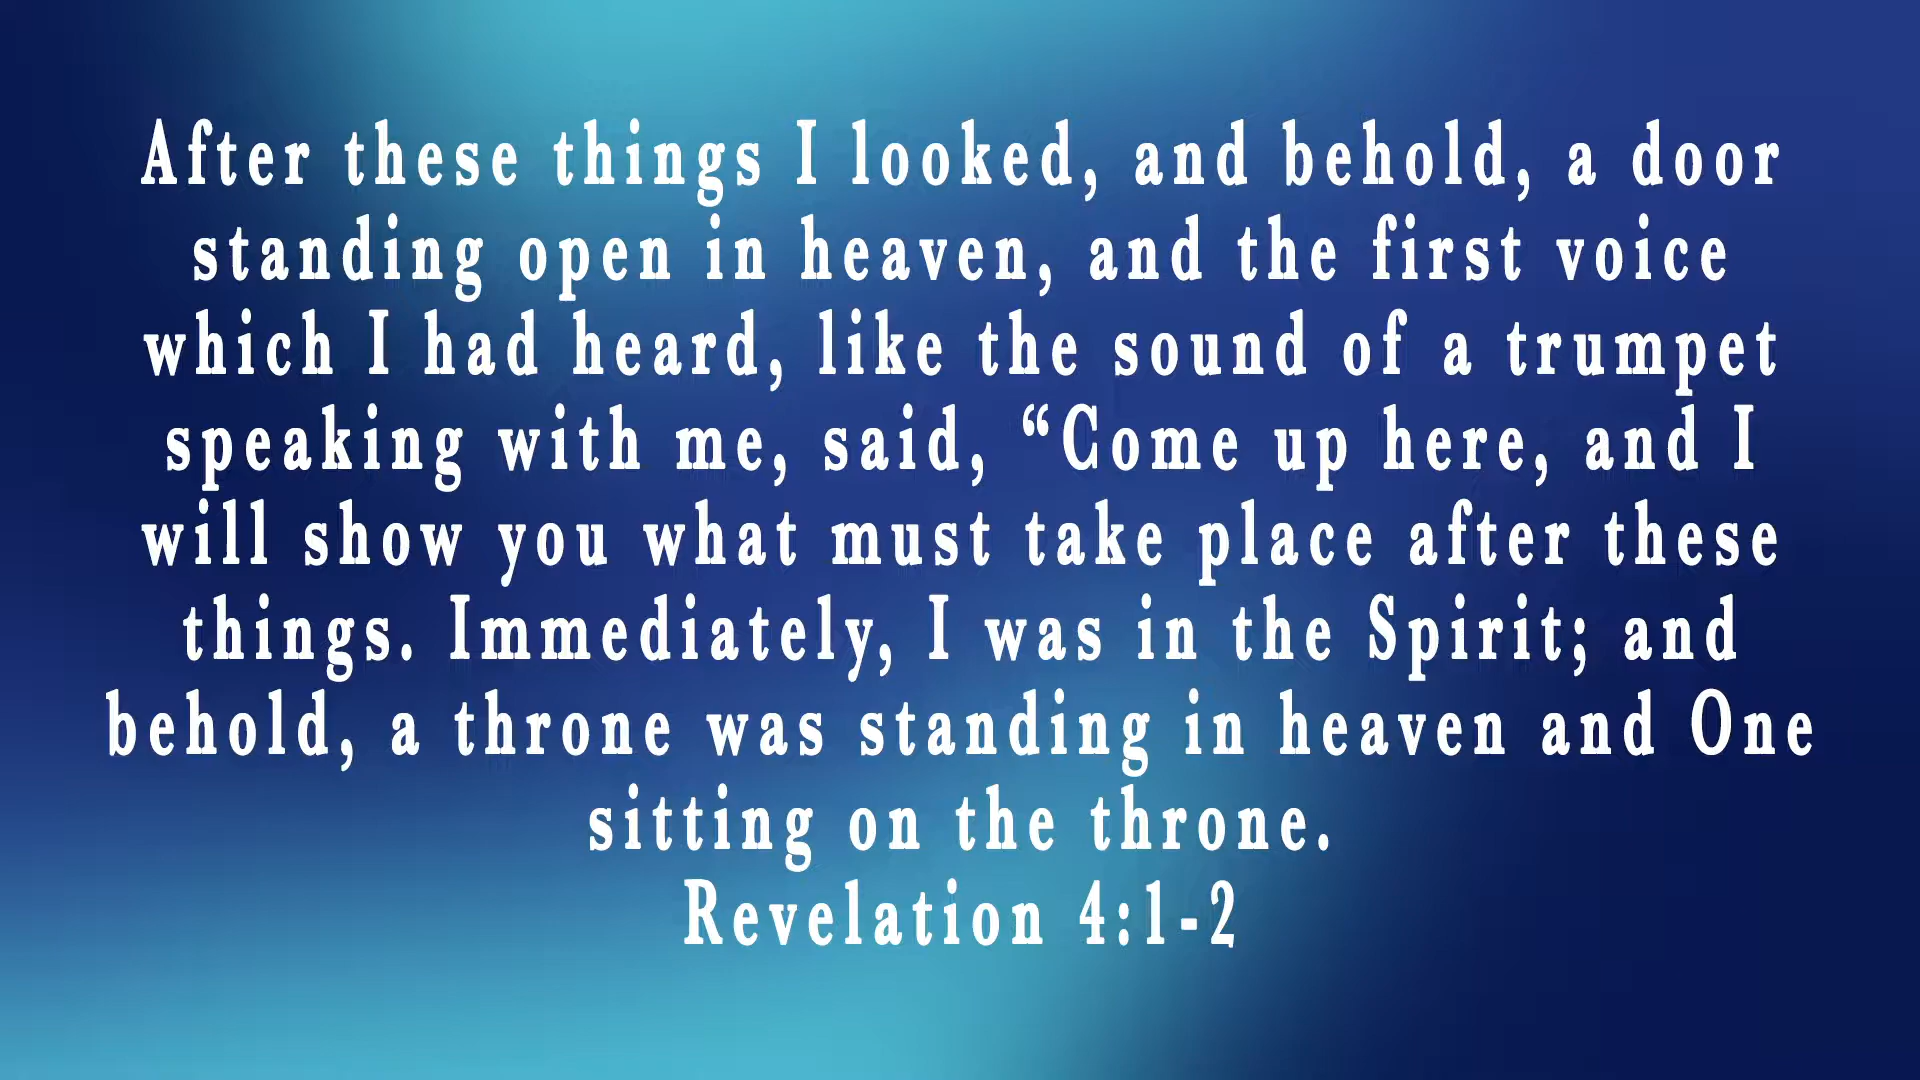 After these things I looked, and behold, a door
standing open in heaven, and the first voice
which I had heard, like the sound of a trumpet
speaking with me, said, “Come up here, and I
will show you what must take place after these
things. Immediately, I was in the Spirit; and
behold, a throne was standing in heaven and One
sitting on the throne.
Revelation 4:1-2